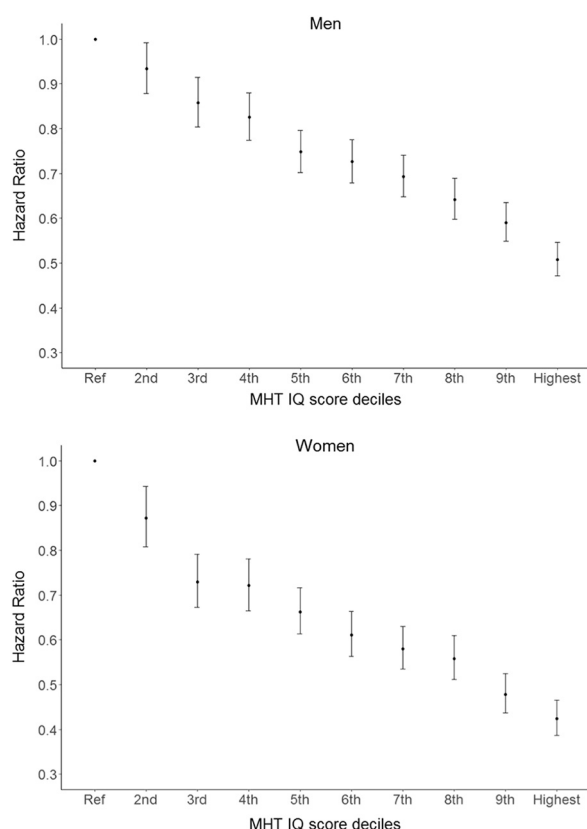 Men
Hazard Ratio
1.0
0.9
0.8
0.7
0.6
0.5
0.4
0.3
Ref 2nd 3rd 4th 5th 6th 7th 8th 9th Highest
MHT IQ score deciles
Women
Hazard Ratio
1.0
0.9
0.8
0.7
0.6
0.5
0.4
0.3
Ref 2nd 3rd 4th 5th 6th 7th 8th 9th Highest
MHT IQ score deciles